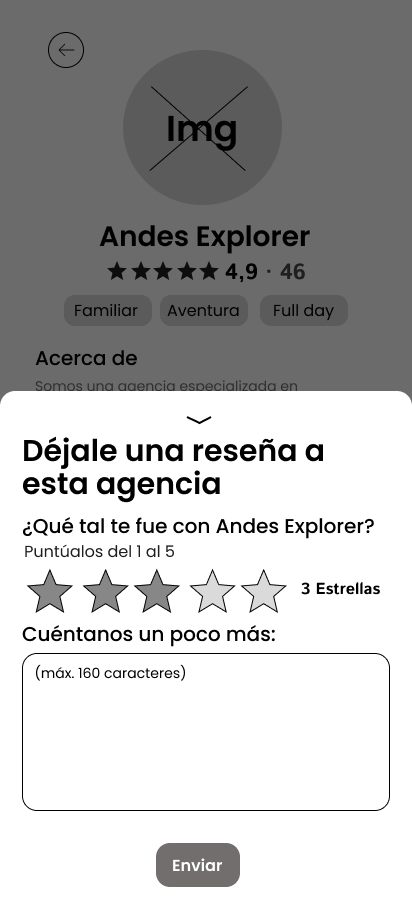 Img
Andes Explorer
4,9 · 46
Familiar Aventura Full day
Acerca de
Somos una agencia especializada en
Déjale una reseña a
esta agencia
¿Qué tal te fue con Andes Explorer?
Puntúalos del 1 al 5
3 Estrellas
Cuéntanos un poco más:
(máx. 160 caracteres)
Enviar